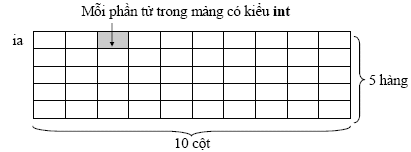 Mỗi phần tử trong mảng có kiểu int
ia
5 hàng
10 cột